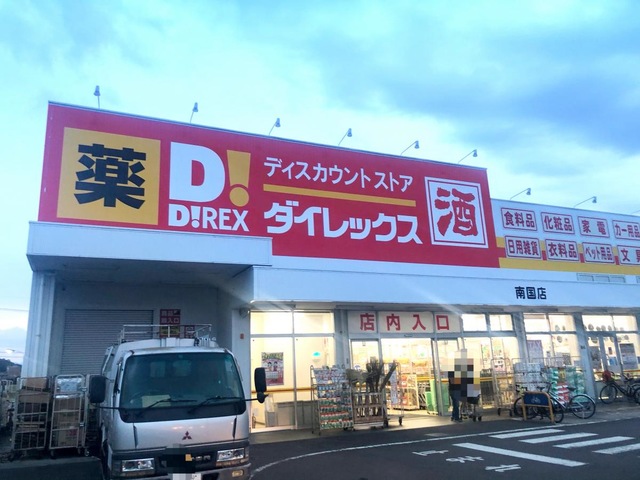 薬
D!
D!REX
ディスカウントストア
ダイレックス
酒
食料品 化粧品 家電 カー用品
日用雑貨 衣料品 ペット用品 文具
南国店
店内入口